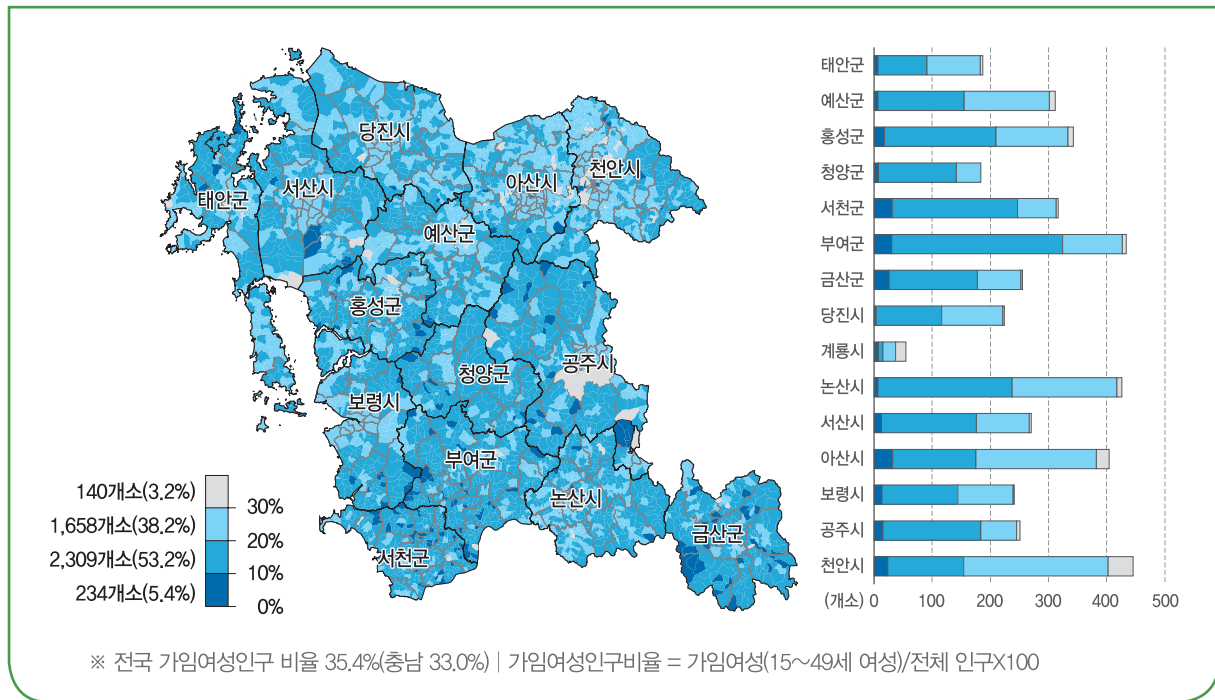 당진시
아산시
천안시
서산시
태안군
예산군
홍성군
공주시
청양군
보령시
부여군
논산시
금산군
서천군
140개소(3.2%)
1,658개소(38.2%)
2,309개소(53.2%)
234개소(5.4%)
30%
20%
10%
0%
태안군
예산군
홍성군
청양군
서천군
부여군
금산군
당진시
계룡시
논산시
서산시
아산시
보령시
공주시
천안시
(개소) 0 100 200 300 400 500
※ 전국 가임여성인구 비율 35.4%(충남 33.0%) | 가임여성인구비율 = 가임여성(15~49세 여성)/전체 인구X100